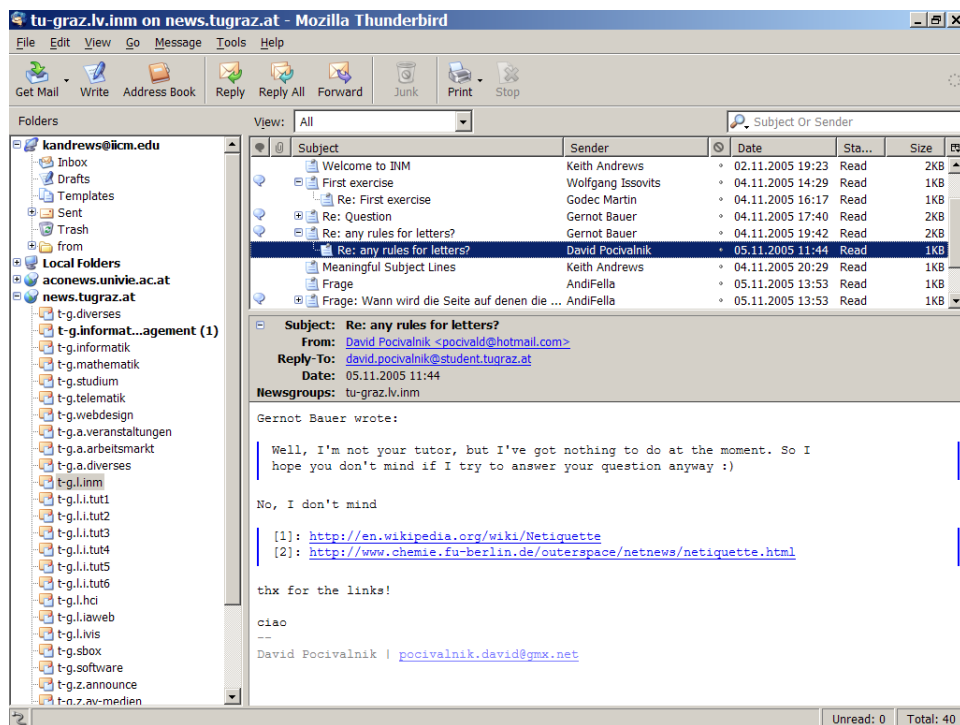 tu-graz.lv.inm on news.tugraz.at - Mozilla Thunderbird
File Edit View Go Message Tools Help
Get Mail Write Address Book Reply Reply All Forward Junk Print Stop
Folders
View: All Subject Or Sender
kandrews@iicm.edu
Inbox
Drafts
Templates
Sent
Trash
from
Local Folders
aconews.univie.ac.at
news.tugraz.at
t-g.diverses
t-g.informat...agement (1)
t-g.informatik
t-g.mathematik
t-g.studium
t-g.telematik
t-g.webdesign
t-g.a.veranstaltungen
t-g.a.arbeitsmarkt
t-g.a.diverses
t-g.l.inm
t-g.l.i.tut1
t-g.l.i.tut2
t-g.l.i.tut3
t-g.l.i.tut4
t-g.l.i.tut5
t-g.l.i.tut6
t-g.l.hci
t-g.l.iaweb
t-g.l.ivis
t-g.sbox
t-g.software
t-g.z.announce
t-g.z.av-medien
Subject Sender Date Sta... Size
Welcome to INM Keith Andrews 02.11.2005 19:23 Read 2KB
First exercise Wolfgang Issovits 04.11.2005 14:29 Read 1KB
Re: First exercise Godec Martin 04.11.2005 16:17 Read 1KB
Re: Question Gernot Bauer 04.11.2005 17:40 Read 2KB
Re: any rules for letters? Gernot Bauer 04.11.2005 19:42 Read 2KB
Re: any rules for letters? David Pocivalnik 05.11.2005 11:44 Read 1KB
Meaningful Subject Lines Keith Andrews 04.11.2005 20:29 Read 1KB
Frage AndiFella 05.11.2005 13:53 Read 1KB
Frage: Wann wird die Seite auf denen die ... AndiFella 05.11.2005 13:53 Read 1KB
Subject: Re: any rules for letters?
From: David Pocivalnik <pocivald@hotmail.com>
Reply-To: david.pocivalnik@student.tugraz.at
Date: 05.11.2005 11:44
Newsgroups: tu-graz.lv.inm
Gernot Bauer wrote:
Well, I'm not your tutor, but I've got nothing to do at the moment. So I
hope you don't mind if I try to answer your question anyway :)
No, I don't mind
[1]: http://en.wikipedia.org/wiki/Netiquette
[2]: http://www.chemie.fu-berlin.de/outerspace/netnews/netiquette.html
thx for the links!
ciao
--
David Pocivalnik | pocivalnik.david@gmx.net
Unread: 0 Total: 40